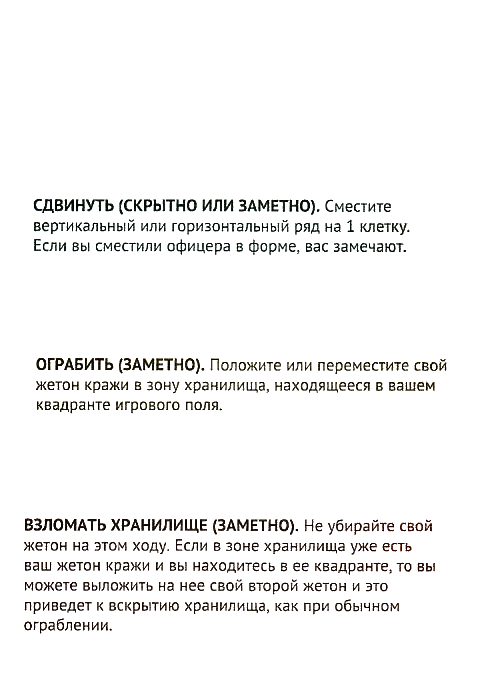 СДВИНУТЬ (СКРЫТНО ИЛИ ЗАМЕТНО). Сместите
вертикальный или горизонтальный ряд на 1 клетку.
Если вы сместили офицера в форме, вас замечают.
ОГРАБИТЬ (ЗАМЕТНО). Положите или переместите свой
жетон кражи в зону хранилища, находящееся в вашем
квадранте игрового поля.
ВЗЛОМАТЬ ХРАНИЛИЩЕ (ЗАМЕТНО). Не убирайте свой
жетон на этом ходу. Если в зоне хранилища уже есть
ваш жетон кражи и вы находитесь в ее квадранте, то вы
можете выложить на нее свой второй жетон и это
приведет к вскрытию хранилища, как при обычном
ограблении.